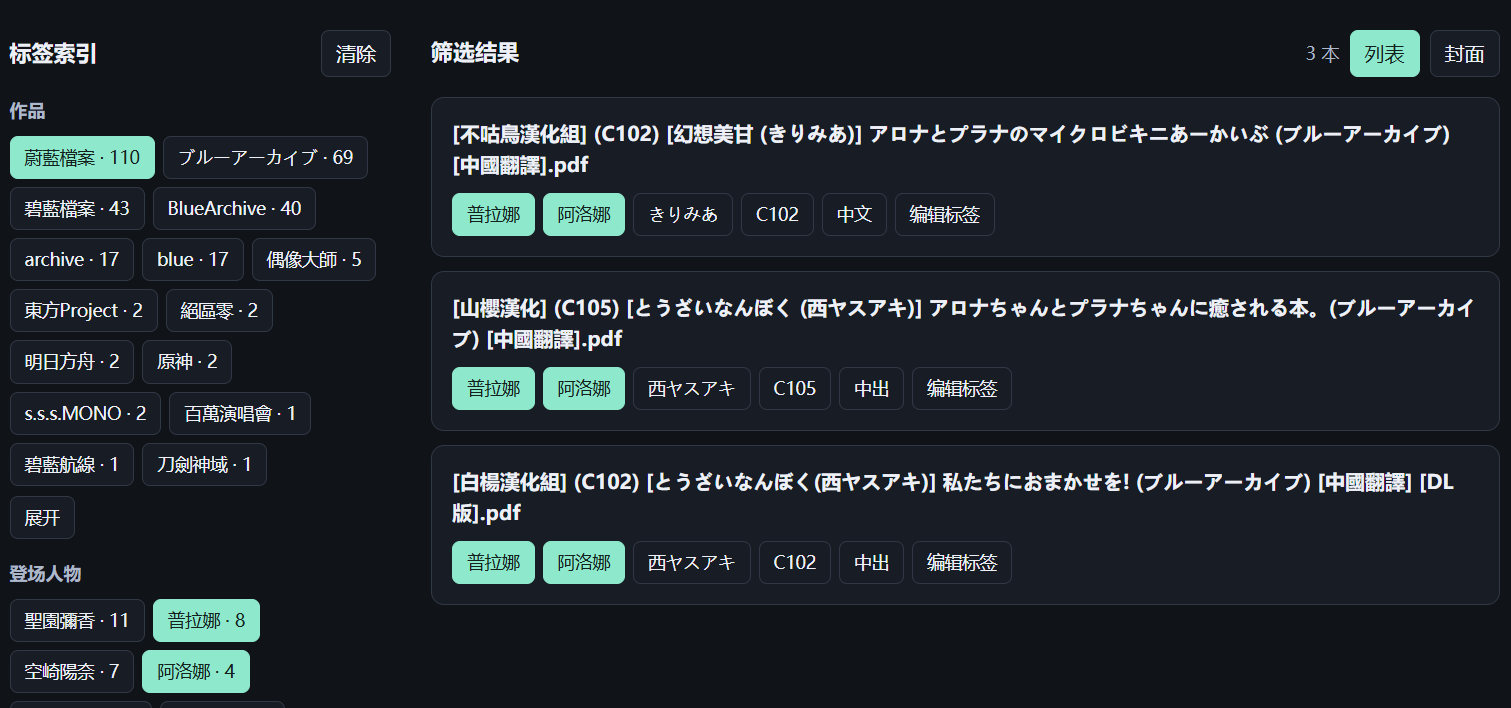 标签索引
清除
作品
蔚藍檔案 · 110
ブルーアーカイブ · 69
碧藍檔案 · 43
BlueArchive · 40
archive · 17
blue · 17
偶像大師 · 5
東方Project · 2
絕區零 · 2
明日方舟 · 2
原神 · 2
s.s.s.MONO · 2
百萬演唱會 · 1
碧藍航線 · 1
刀劍神域 · 1
展开
登场人物
聖園彌香 · 11
普拉娜 · 8
空崎陽奈 · 7
阿洛娜 · 4
筛选结果
3 本
列表
封面
[不咕鳥漢化組] (C102) [幻想美甘 (きりみあ)] アロナとプラナのマイクロビキニあーかいぶ (ブルーアーカイブ)
[中國翻譯].pdf
普拉娜
阿洛娜
きりみあ
C102
中文
编辑标签
[山櫻漢化] (C105) [とうざいなんぼく (西ヤスアキ)] アロナちゃんとプラナちゃんに癒される本。(ブルーアーカイ
ブ) [中國翻譯].pdf
普拉娜
阿洛娜
西ヤスアキ
C105
中出
编辑标签
[白楊漢化組] (C102) [とうざいなんぼく(西ヤスアキ)] 私たちにおまかせを! (ブルーアーカイブ) [中國翻譯] [DL
版].pdf
普拉娜
阿洛娜
西ヤスアキ
C102
中出
编辑标签